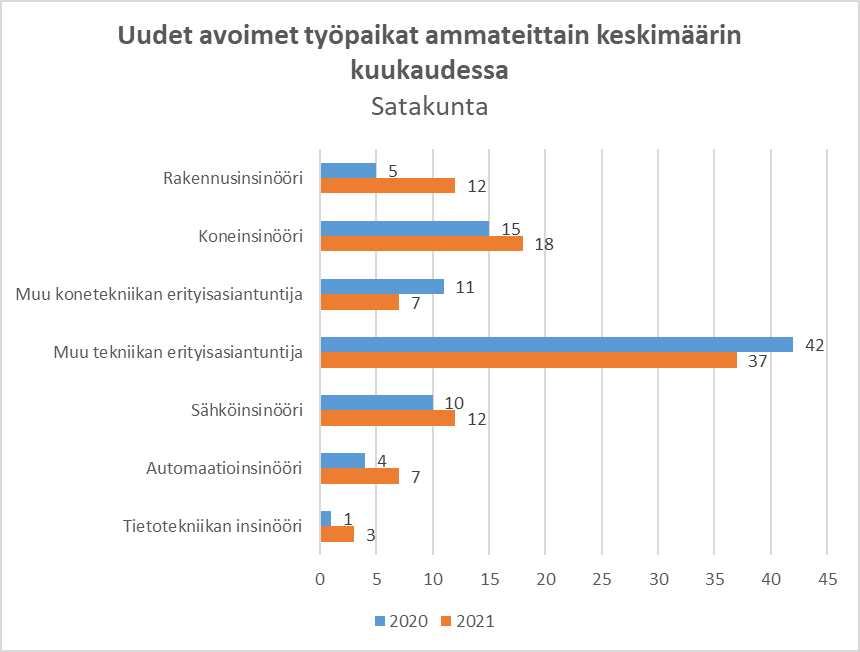 Uudet avoimet työpaikat ammateittain keskimäärin
kuukaudessa
Satakunta
Rakennusinsinööri
5
12
Koneinsinööri
15
18
Muu konetekniikan erityisasiantuntija
11
7
Muu tekniikan erityisasiantuntija
42
37
Sähköinsinööri
10
12
Automaatioinsinööri
4
7
Tietotekniikan insinööri
1
3
0 5 10 15 20 25 30 35 40 45
2020 2021